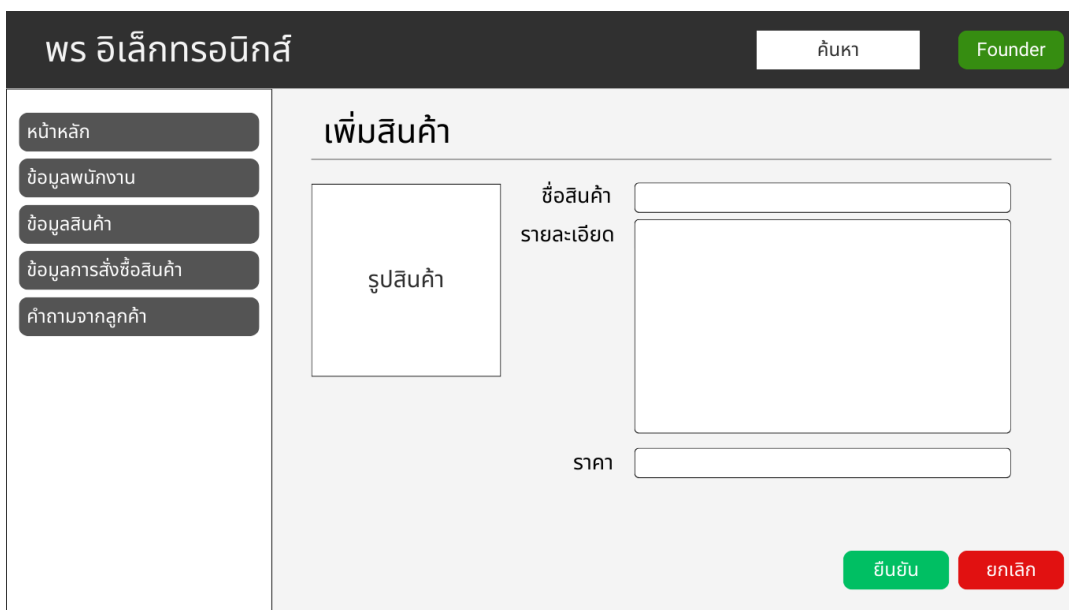 พร อิเล็กทรอนิกส์
ค้นหา
Founder
หน้าหลัก
ข้อมูลพนักงาน
ข้อมูลสินค้า
ข้อมูลการสั่งซื้อสินค้า
คำถามจากลูกค้า
เพิ่มสินค้า
รูปสินค้า
ชื่อสินค้า
รายละเอียด
ราคา
ยืนยัน
ยกเลิก